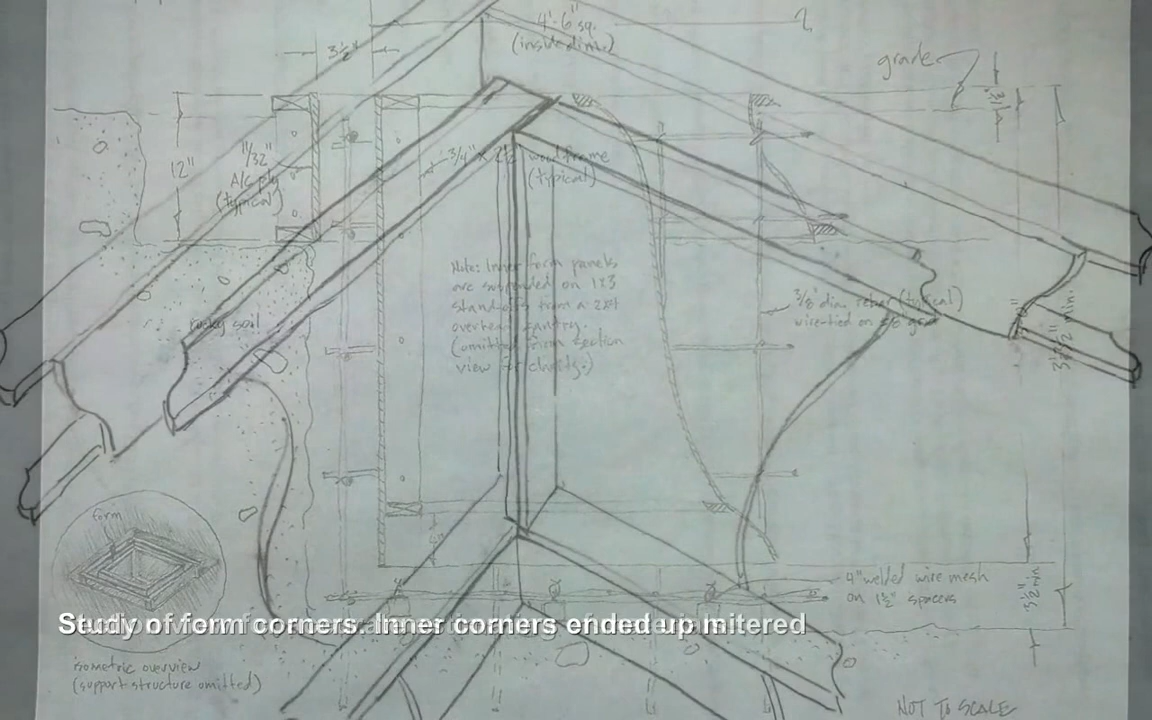 4'-6" sq.
(inside dim.)
3½"
grade
3½"
12"
11/32"
A/C ply
(typical)
wood frame
(typical)
Note: Inner form panels
are suspended on 1x3
standoffs from a 2x4
overhead gantry.
(omitted from section
view for clarity.)
rocky soil
3/8" dia. rebar (typical)
wire-tied on
form
4" welded wire mesh
on 1½" spacers
3½" min.
Study of form corners. Inner corners ended up mitered
isometric overview
(support structure omitted)
NOT TO SCALE